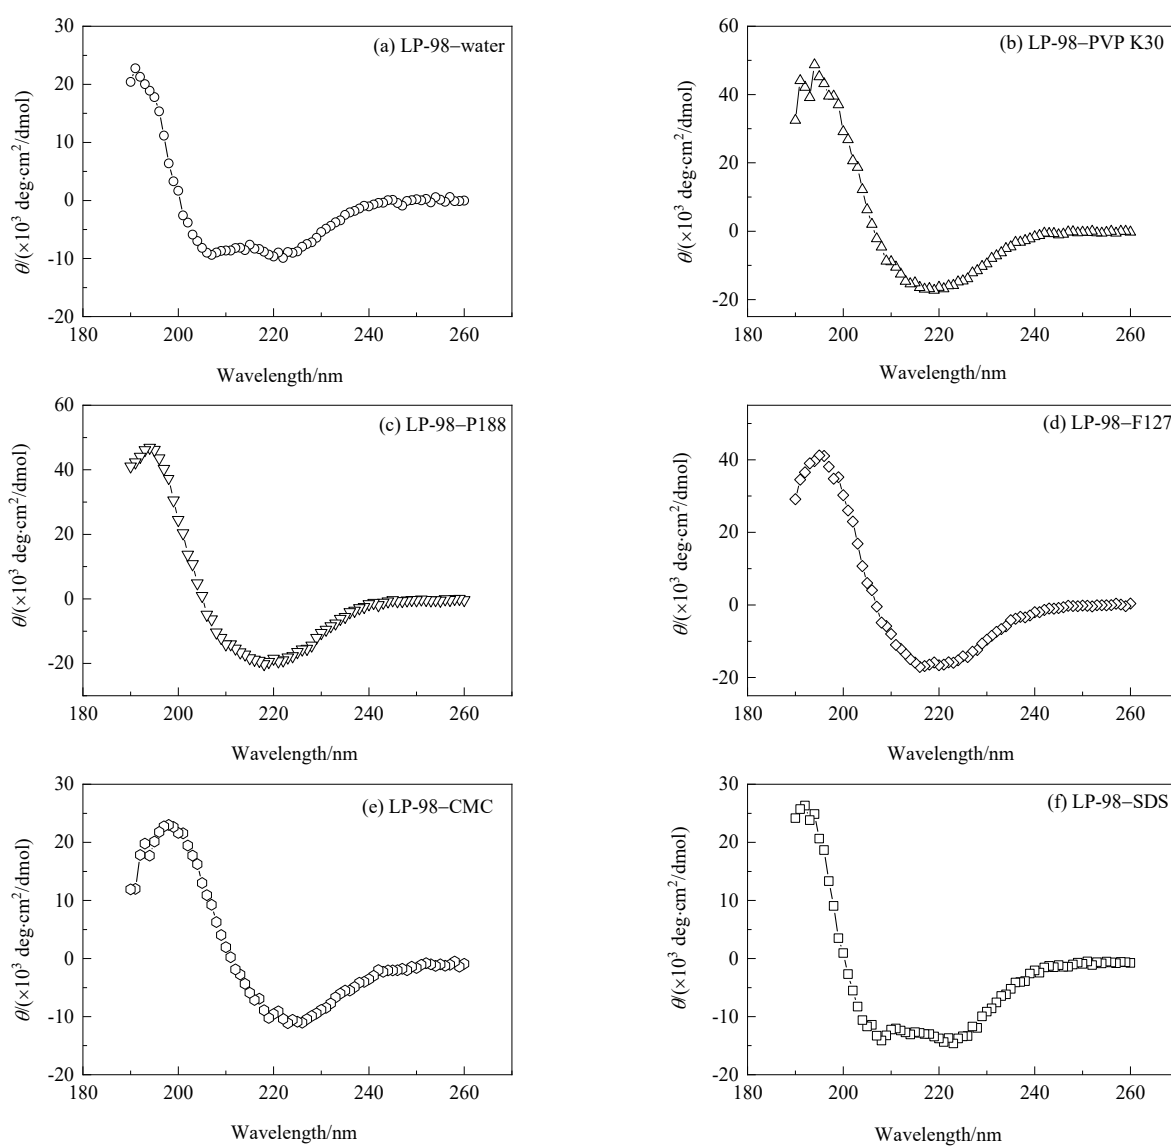 (a) LP-98–water
30
20
10
0
-10
-20
180 200 220 240 260
θ/(×10³ deg·cm²/dmol)
Wavelength/nm
(b) LP-98–PVP K30
60
40
20
0
-20
180 200 220 240 260
θ/(×10³ deg·cm²/dmol)
Wavelength/nm
(c) LP-98–P188
60
40
20
0
-20
180 200 220 240 260
θ/(×10³ deg·cm²/dmol)
Wavelength/nm
(d) LP-98–F127
40
20
0
-20
180 200 220 240 260
θ/(×10³ deg·cm²/dmol)
Wavelength/nm
(e) LP-98–CMC
30
20
10
0
-10
-20
180 200 220 240 260
θ/(×10³ deg·cm²/dmol)
Wavelength/nm
(f) LP-98–SDS
30
20
10
0
-10
-20
180 200 220 240 260
θ/(×10³ deg·cm²/dmol)
Wavelength/nm